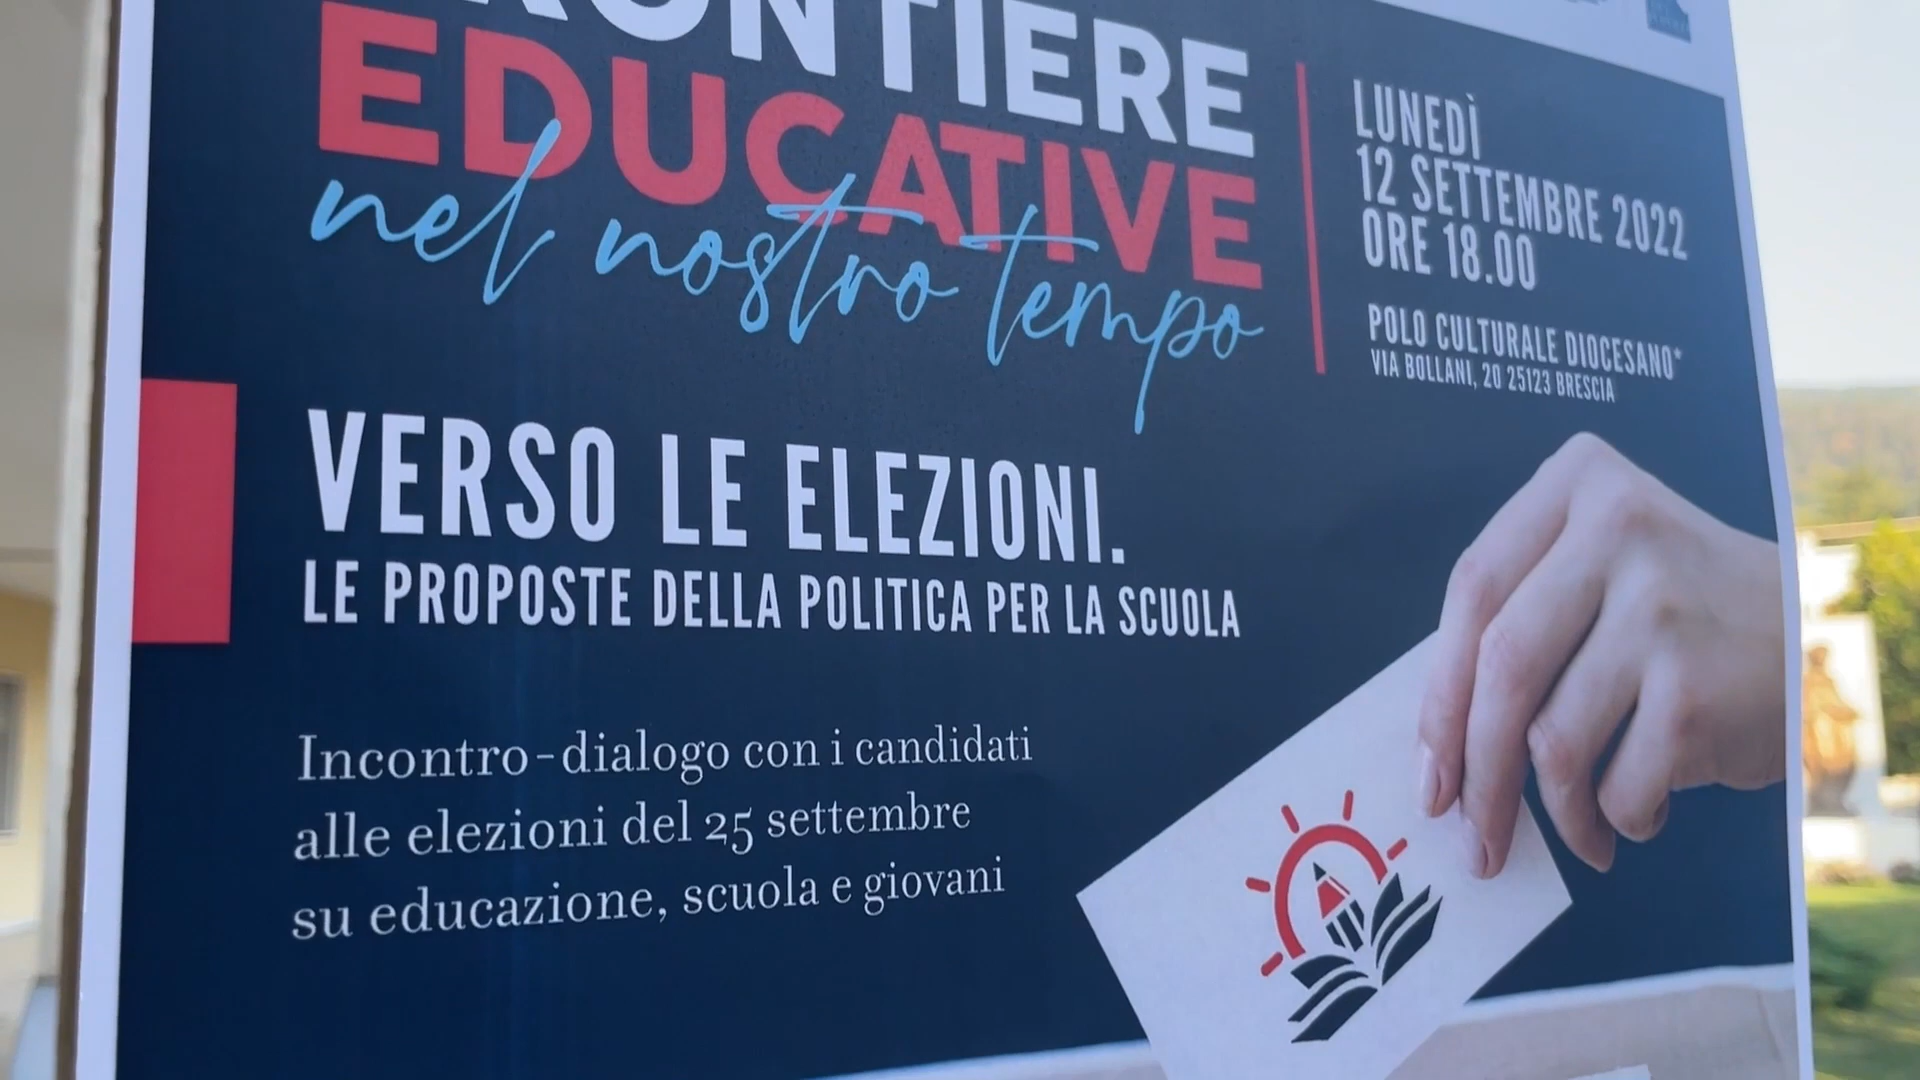 EDUCATIVE
nel nostro tempo
LUNEDÌ
12 SETTEMBRE 2022
ORE 18.00
POLO CULTURALE DIOCESANO*
VIA BOLLANI, 20 25123 BRESCIA
VERSO LE ELEZIONI.
LE PROPOSTE DELLA POLITICA PER LA SCUOLA
Incontro-dialogo con i candidati
alle elezioni del 25 settembre
su educazione, scuola e giovani